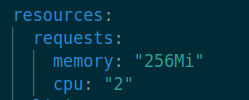 resources:
requests:
memory: "256Mi"
cpu: "2"